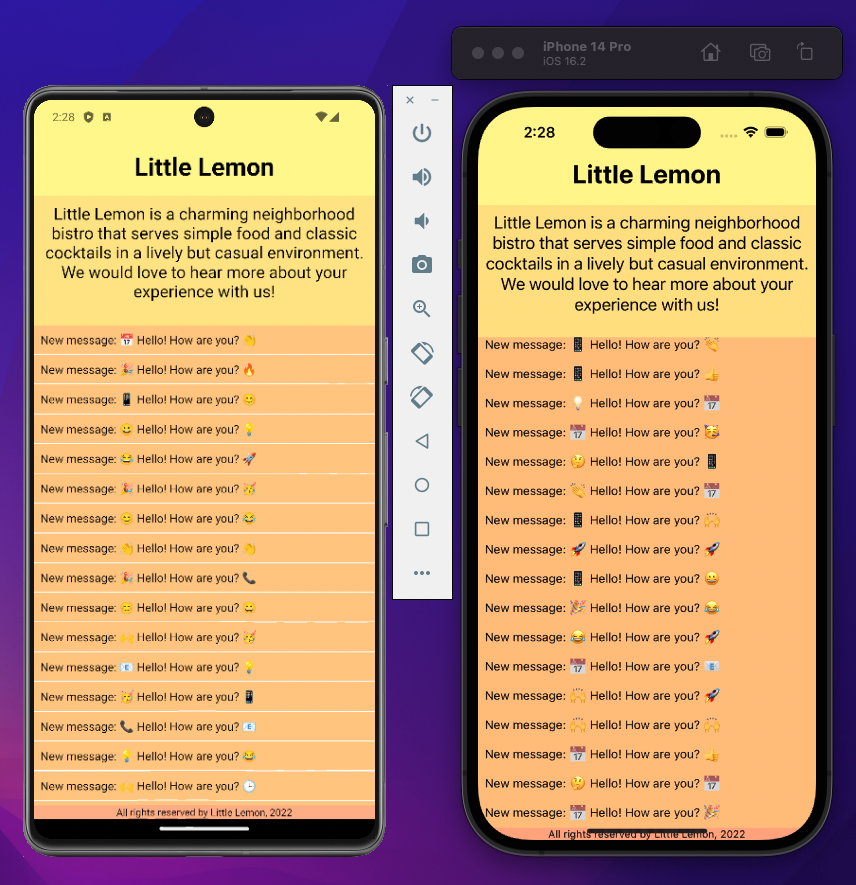 iPhone 14 Pro
iOS 16.2
2:28
Little Lemon
Little Lemon is a charming neighborhood
bistro that serves simple food and classic
cocktails in a lively but casual environment.
We would love to hear more about your
experience with us!
New message: 📅 Hello! How are you? 👏
New message: 🎉 Hello! How are you? 🔥
New message: 📱 Hello! How are you? 😊
New message: 😀 Hello! How are you? 💡
New message: 😂 Hello! How are you? 🚀
New message: 🎉 Hello! How are you? 🥳
New message: 😊 Hello! How are you? 😂
New message: 👏 Hello! How are you? 👏
New message: 🎉 Hello! How are you? 📞
New message: 😊 Hello! How are you? 😀
New message: 🙌 Hello! How are you? 🥳
New message: 📧 Hello! How are you? 💡
New message: 🥳 Hello! How are you? 📱
New message: 📞 Hello! How are you? 📧
New message: 💡 Hello! How are you? 😂
New message: 🙌 Hello! How are you? 🕒
All rights reserved by Little Lemon, 2022
2:28
Little Lemon
Little Lemon is a charming neighborhood
bistro that serves simple food and classic
cocktails in a lively but casual environment.
We would love to hear more about your
experience with us!
New message: 📱 Hello! How are you? 👏
New message: 📱 Hello! How are you? 👍
New message: 💡 Hello! How are you? 📅
New message: 📅 Hello! How are you? 🥳
New message: 🤔 Hello! How are you? 📱
New message: 👏 Hello! How are you? 📅
New message: 📱 Hello! How are you? 🙌
New message: 🚀 Hello! How are you? 🚀
New message: 📱 Hello! How are you? 😀
New message: 🎉 Hello! How are you? 😂
New message: 😂 Hello! How are you? 🚀
New message: 📅 Hello! How are you? 📧
New message: 🙌 Hello! How are you? 🚀
New message: 🙌 Hello! How are you? 🙌
New message: 📅 Hello! How are you? 👍
New message: 🤔 Hello! How are you? 📅
New message: 📅 Hello! How are you? 🎉
All rights reserved by Little Lemon, 2022